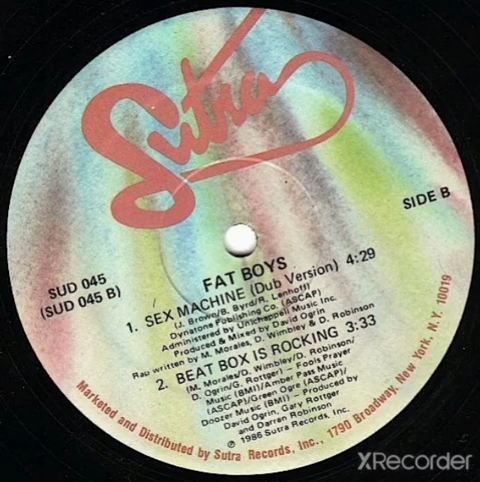 Sutra
SIDE B
SUD 045
(SUD 045 B)
FAT BOYS
1. SEX MACHINE (Dub Version) 4:29
(J. Brown/B. Byrd/R. Lenhoff)
Dynatone Publishing Co. (ASCAP)
Administered by Unichappell Music Inc.
Produced & Mixed by David Ogrin
Rap written by M. Morales, D. Wimbley & D. Robinson
2. BEAT BOX IS ROCKING 3:33
(M. Morales/D. Wimbley/D. Robinson/
D. Ogrin/G. Rottger) – Fools Prayer
Music (BMI)/Amber Pass Music
(ASCAP)/Green Ogre (ASCAP)/
Doozer Music (BMI) – Produced by
David Ogrin, Gary Rottger
and Darren Robinson
℗ 1986 Sutra Records, Inc.
Marketed and Distributed by Sutra Records, Inc., 1790 Broadway, New York, N.Y. 10019
XRecorder